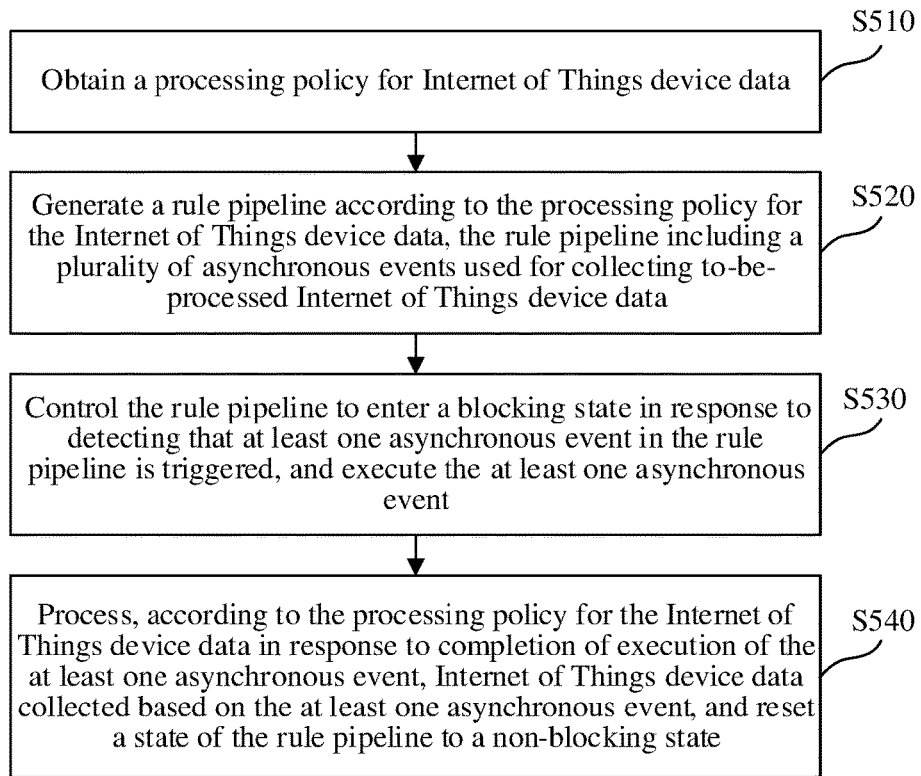 S510
Obtain a processing policy for Internet of Things device data
S520
Generate a rule pipeline according to the processing policy for
the Internet of Things device data, the rule pipeline including a
plurality of asynchronous events used for collecting to-be-
processed Internet of Things device data
S530
Control the rule pipeline to enter a blocking state in response to
detecting that at least one asynchronous event in the rule
pipeline is triggered, and execute the at least one asynchronous
event
S540
Process, according to the processing policy for the Internet of
Things device data in response to completion of execution of the
at least one asynchronous event, Internet of Things device data
collected based on the at least one asynchronous event, and reset
a state of the rule pipeline to a non-blocking state